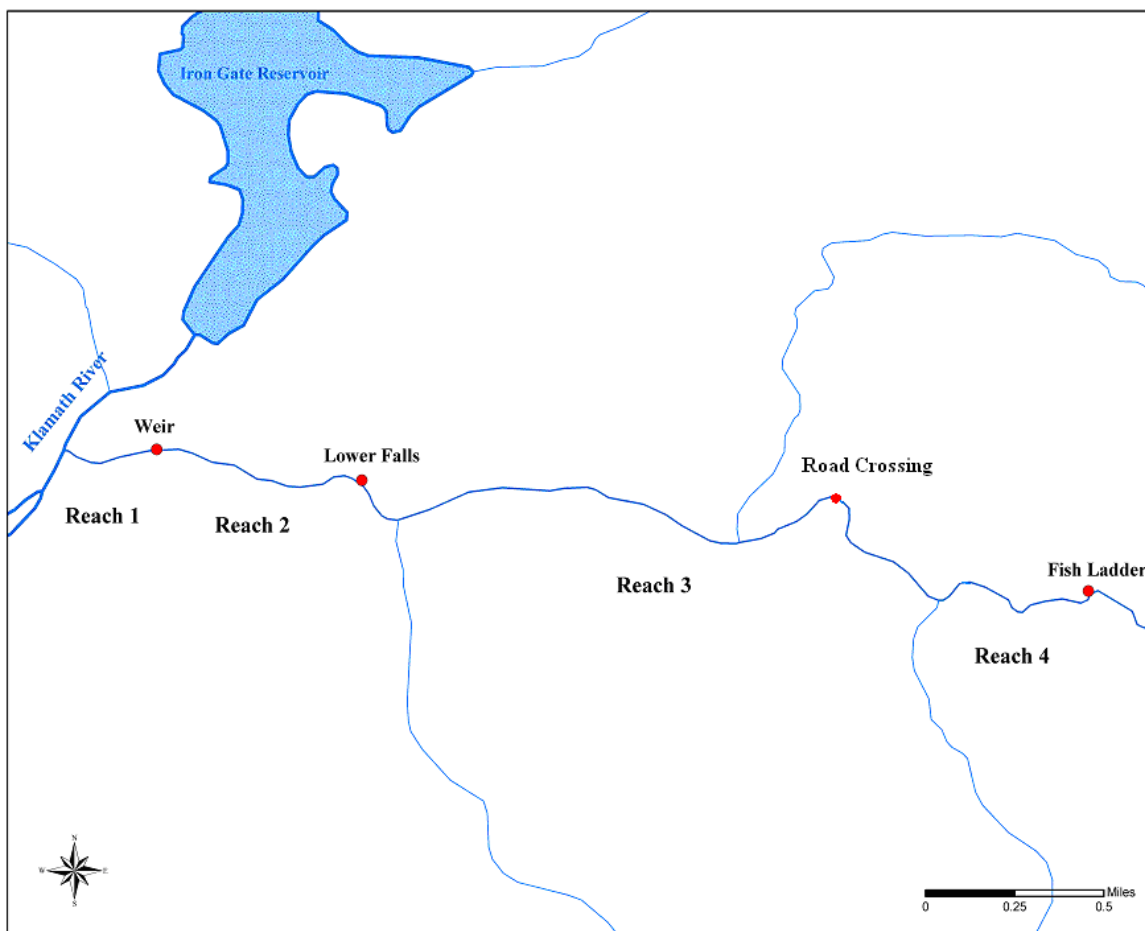 Iron Gate Reservoir
Klamath River
Weir
Lower Falls
Road Crossing
Reach 1
Reach 2
Reach 3
Fish Ladder
Reach 4
N
W E
S
Miles
0 0.25 0.5